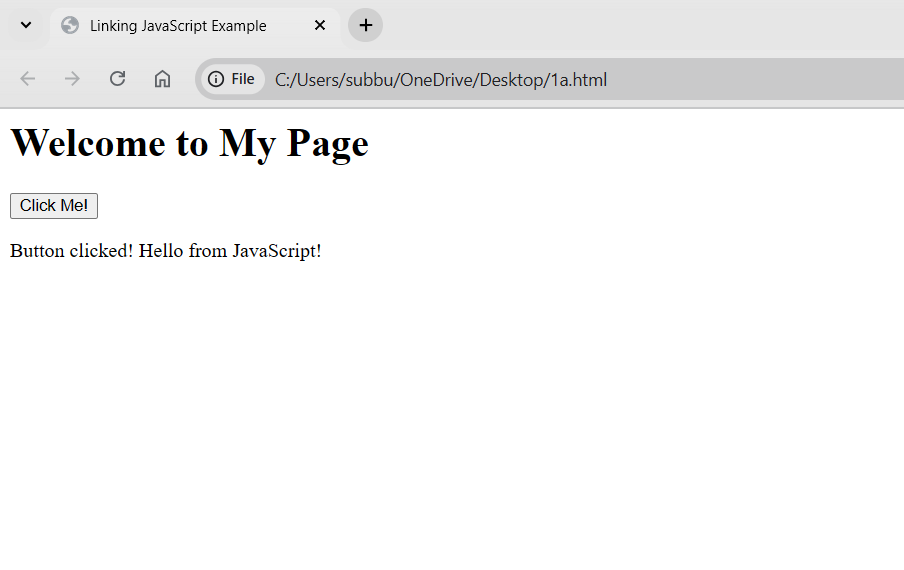 Linking JavaScript Example
File C:/Users/subbu/OneDrive/Desktop/1a.html
Welcome to My Page
Click Me!
Button clicked! Hello from JavaScript!